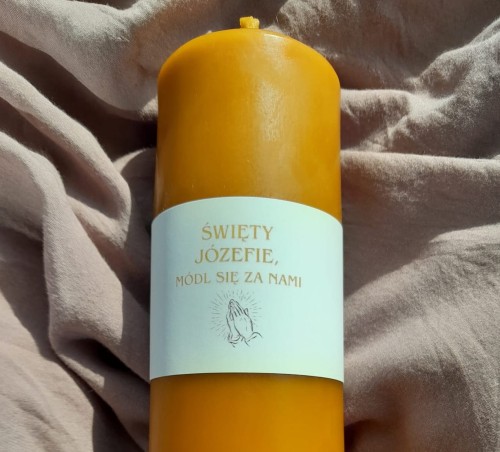 ŚWIĘTY
JÓZEFIE,
MÓDL SIĘ ZA NAMI